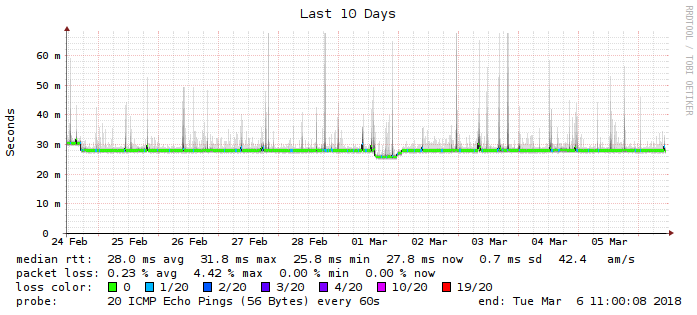 Last 10 Days
RRDTOOL / TOBI OETIKER
Seconds
60 m
50 m
40 m
30 m
20 m
10 m
0
24 Feb 25 Feb 26 Feb 27 Feb 28 Feb 01 Mar 02 Mar 03 Mar 04 Mar 05 Mar
median rtt: 28.0 ms avg 31.8 ms max 25.8 ms min 27.8 ms now 0.7 ms sd 42.4 am/s
packet loss: 0.23 % avg 4.42 % max 0.00 % min 0.00 % now
loss color: 0 1/20 2/20 3/20 4/20 10/20 19/20
probe: 20 ICMP Echo Pings (56 Bytes) every 60s end: Tue Mar 6 11:00:08 2018